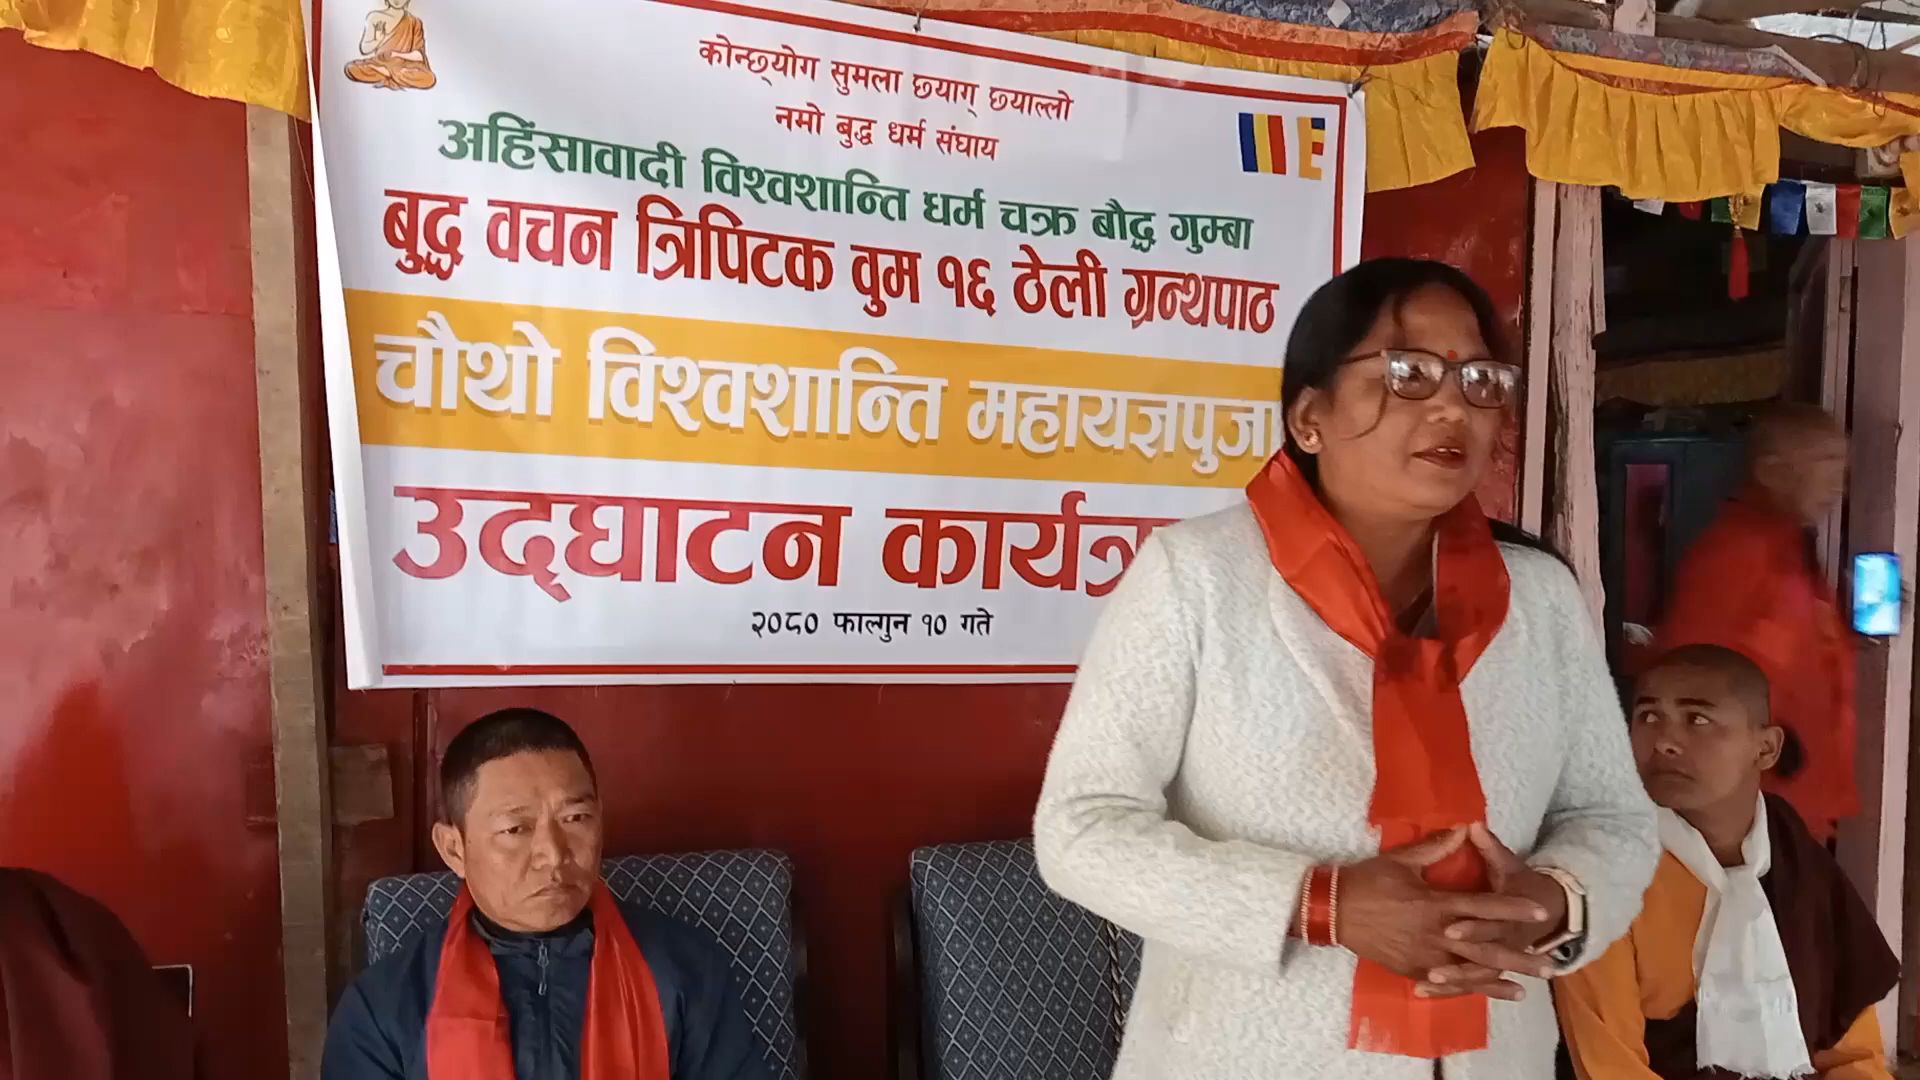 कोन्छ्योग सुमला छ्याग् छ्याल्लो
नमो बुद्ध धर्म संघाय
अहिंसावादी विश्वशान्ति धर्म चक्र बौद्ध गुम्बा
बुद्ध वचन त्रिपिटक वुम १६ ठेली ग्रन्थपाठ
चौथो विश्वशान्ति महायज्ञपुजा
उद्घाटन
२०८० फाल्गुन १० गते